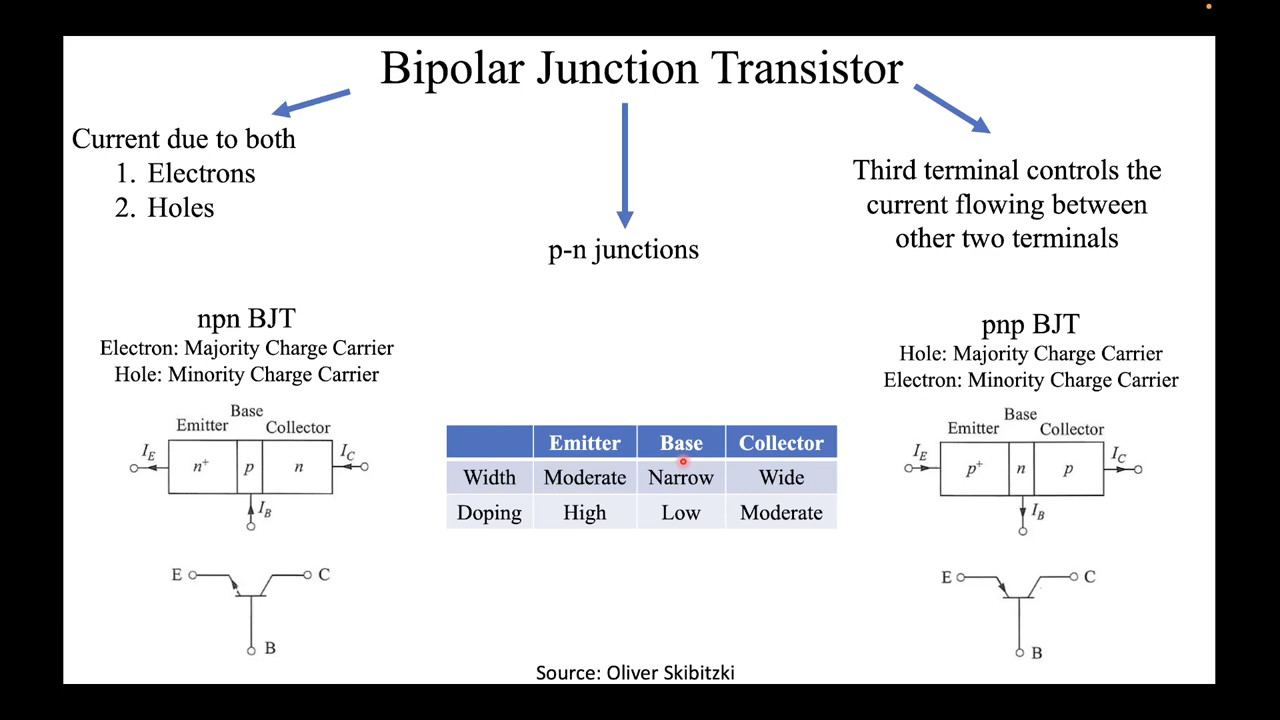 Bipolar Junction Transistor
Current due to both
1. Electrons
2. Holes
p-n junctions
Third terminal controls the
current flowing between
other two terminals
npn BJT
Electron: Majority Charge Carrier
Hole: Minority Charge Carrier
Base
Emitter
Collector
I_E
n+
p
n
I_C
I_B
E
C
B
Emitter Base Collector
Width Moderate Narrow Wide
Doping High Low Moderate
pnp BJT
Hole: Majority Charge Carrier
Electron: Minority Charge Carrier
Base
Emitter
Collector
I_E
p+
n
p
I_C
I_B
E
C
B
Source: Oliver Skibitzki